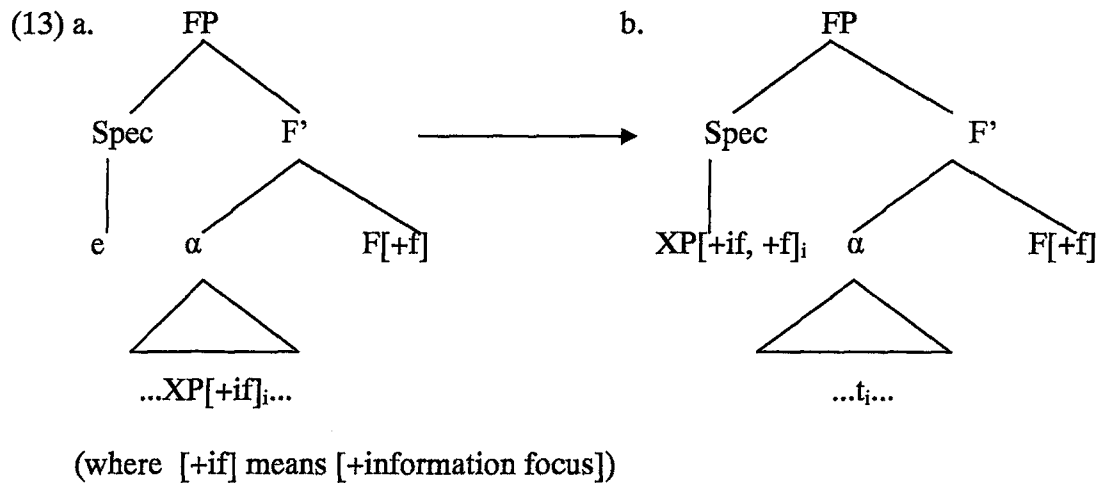 (13) a. FP b. FP
Spec F' Spec F'
e α F[+f] XP[+if, +f]i α F[+f]
...XP[+if]i... ...ti...
(where [+if] means [+information focus])